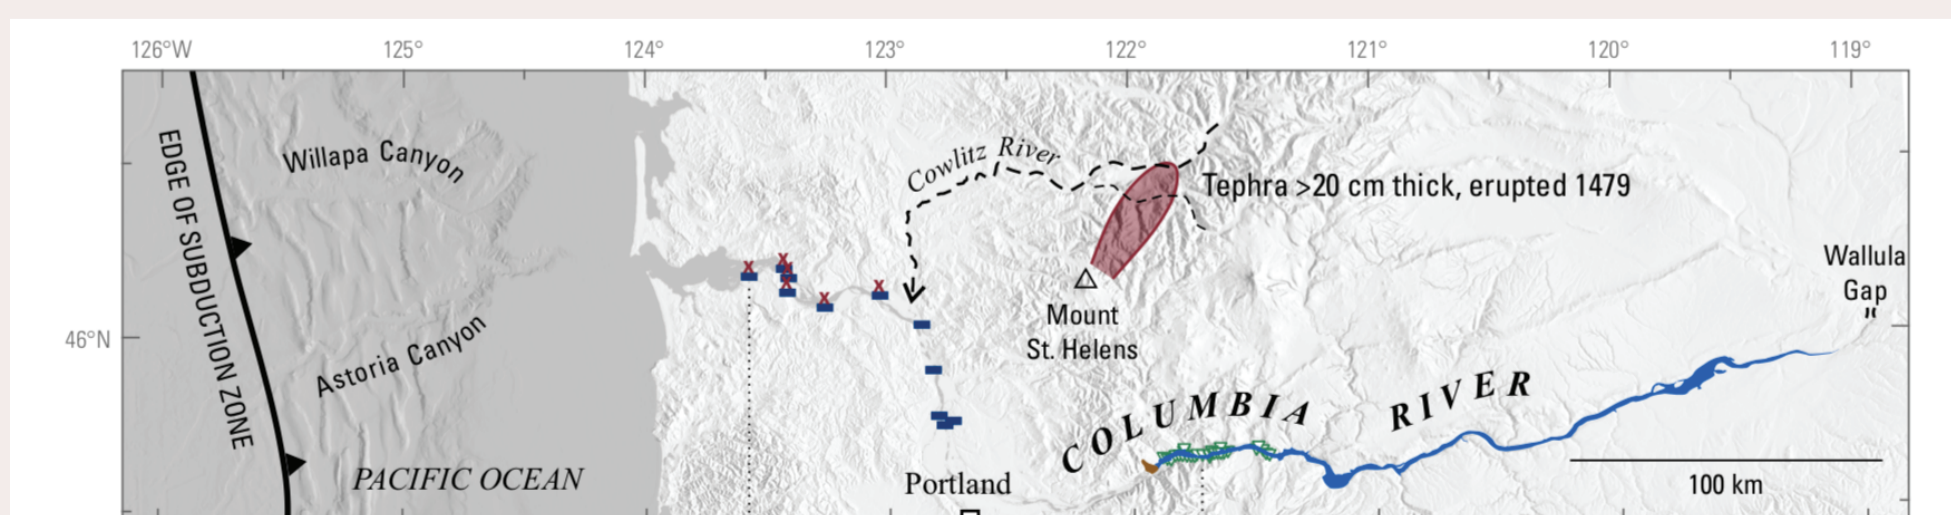 126°W 125° 124° 123° 122° 121° 120° 119°
EDGE OF SUBDUCTION ZONE
Willapa Canyon
Cowlitz River
Tephra >20 cm thick, erupted 1479
Wallula
Gap
Mount
St. Helens
46°N
Astoria Canyon
COLUMBIA RIVER
PACIFIC OCEAN
Portland
100 km